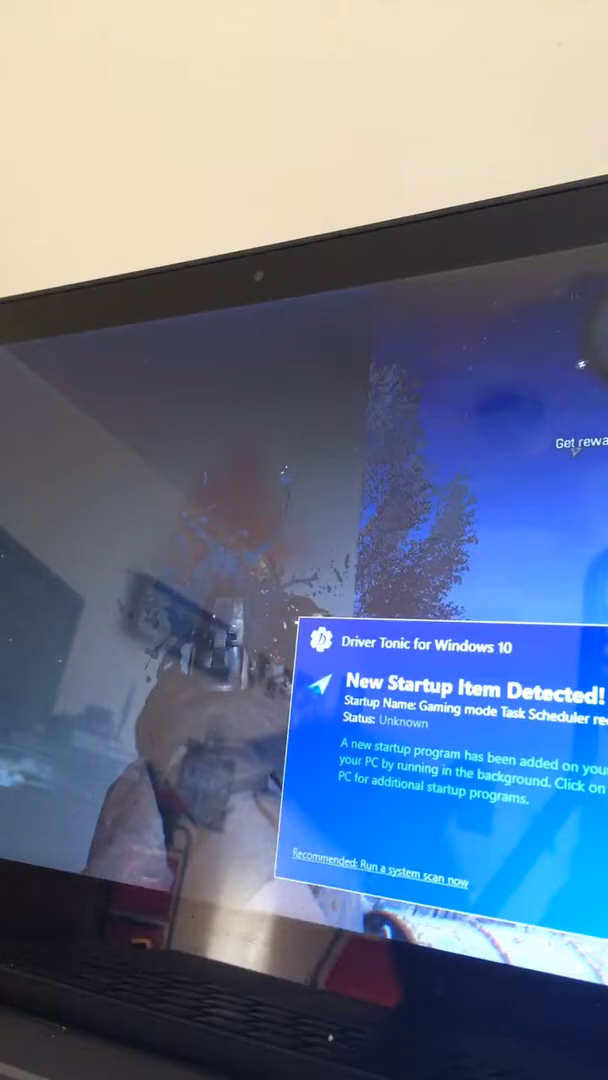 Get rewa
Driver Tonic for Windows 10
New Startup Item Detected!
Startup Name: Gaming mode Task Scheduler re
Status: Unknown
A new startup program has been added on you
your PC by running in the background. Click on
PC for additional startup programs.
Recommended: Run a system scan now